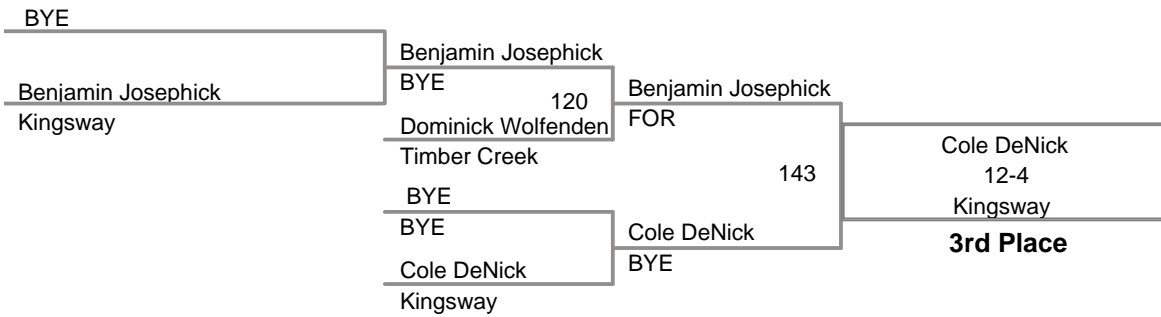 BYE
Benjamin Josephick
Kingsway
Benjamin Josephick
BYE
120
Dominick Wolfenden
Timber Creek
BYE
BYE
Cole DeNick
Kingsway
Benjamin Josephick
FOR
143
Cole DeNick
BYE
Cole DeNick
12-4
Kingsway
3rd Place